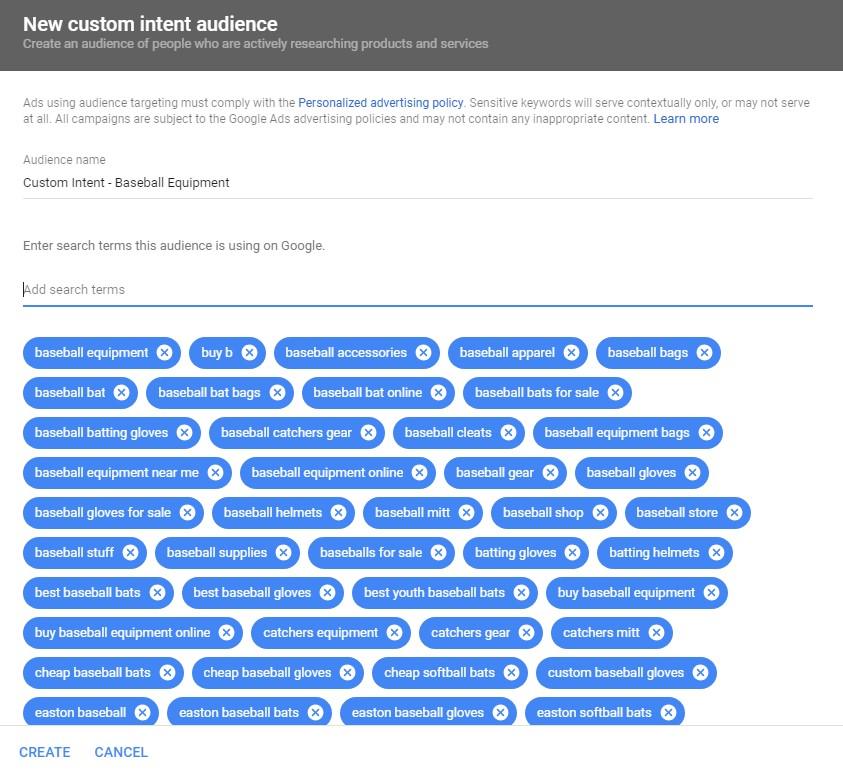 New custom intent audience
Create an audience of people who are actively researching products and services
Ads using audience targeting must comply with the Personalized advertising policy. Sensitive keywords will serve contextually only, or may not serve
at all. All campaigns are subject to the Google Ads advertising policies and may not contain any inappropriate content. Learn more
Audience name
Custom Intent - Baseball Equipment
Enter search terms this audience is using on Google.
Add search terms
baseball equipment buy b baseball accessories baseball apparel baseball bags
baseball bat baseball bat bags baseball bat online baseball bats for sale
baseball batting gloves baseball catchers gear baseball cleats baseball equipment bags
baseball equipment near me baseball equipment online baseball gear baseball gloves
baseball gloves for sale baseball helmets baseball mitt baseball shop baseball store
baseball stuff baseball supplies baseballs for sale batting gloves batting helmets
best baseball bats best baseball gloves best youth baseball bats buy baseball equipment
buy baseball equipment online catchers equipment catchers gear catchers mitt
cheap baseball bats cheap baseball gloves cheap softball bats custom baseball gloves
easton baseball easton baseball bats easton baseball gloves easton softball bats
CREATE CANCEL